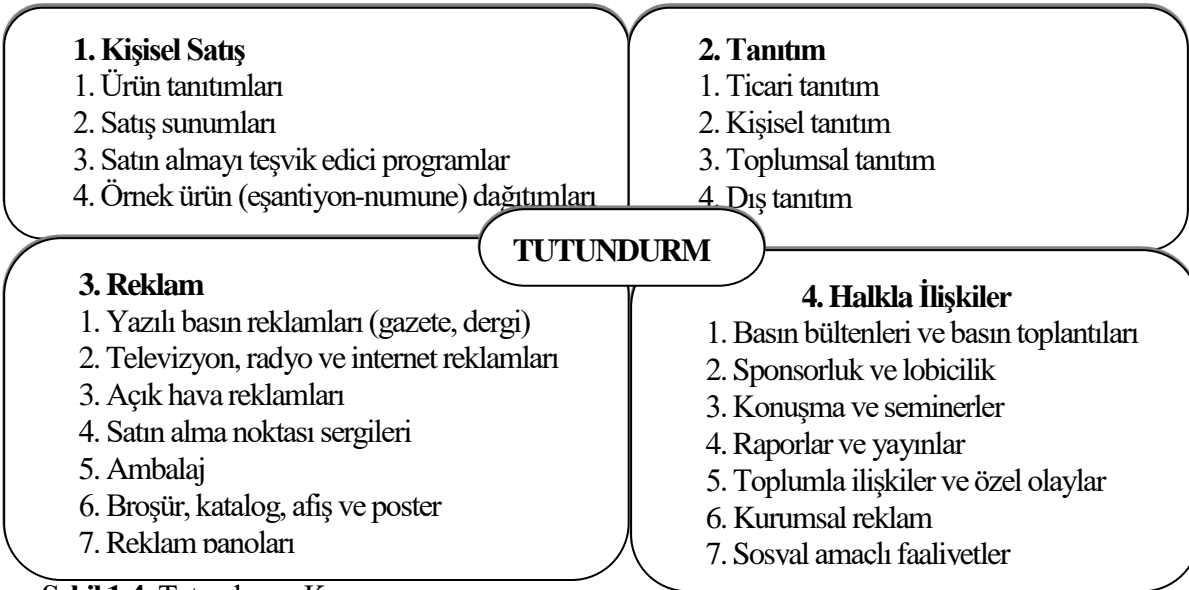 1. Kişisel Satış
1. Ürün tanıtımları
2. Satış sunumları
3. Satın almayı teşvik edici programlar
4. Örnek ürün (eşantiyon-numune) dağıtımları
2. Tanıtım
1. Ticari tanıtım
2. Kişisel tanıtım
3. Toplumsal tanıtım
4. Dış tanıtım
TUTUNDURM
3. Reklam
1. Yazılı basın reklamları (gazete, dergi)
2. Televizyon, radyo ve internet reklamları
3. Açık hava reklamları
4. Satın alma noktası sergileri
5. Ambalaj
6. Broşür, katalog, afiş ve poster
7. Reklam panoları
4. Halkla İlişkiler
1. Basın bültenleri ve basın toplantıları
2. Sponsorluk ve lobicilik
3. Konuşma ve seminerler
4. Raporlar ve yayınlar
5. Toplumla ilişkiler ve özel olaylar
6. Kurumsal reklam
7. Sosyal amaçlı faaliyetler